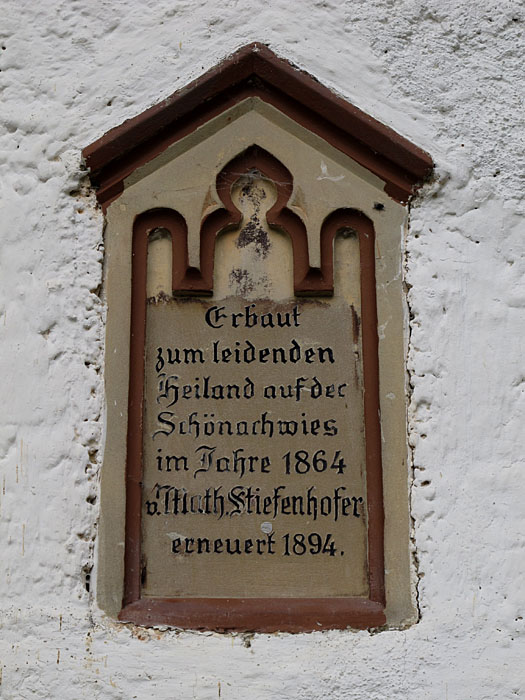 Erbaut
zum leidenden
Heiland auf der
Schönachwies
im Jahre 1864
v. Math. Stiefenhofer
erneuert 1894.